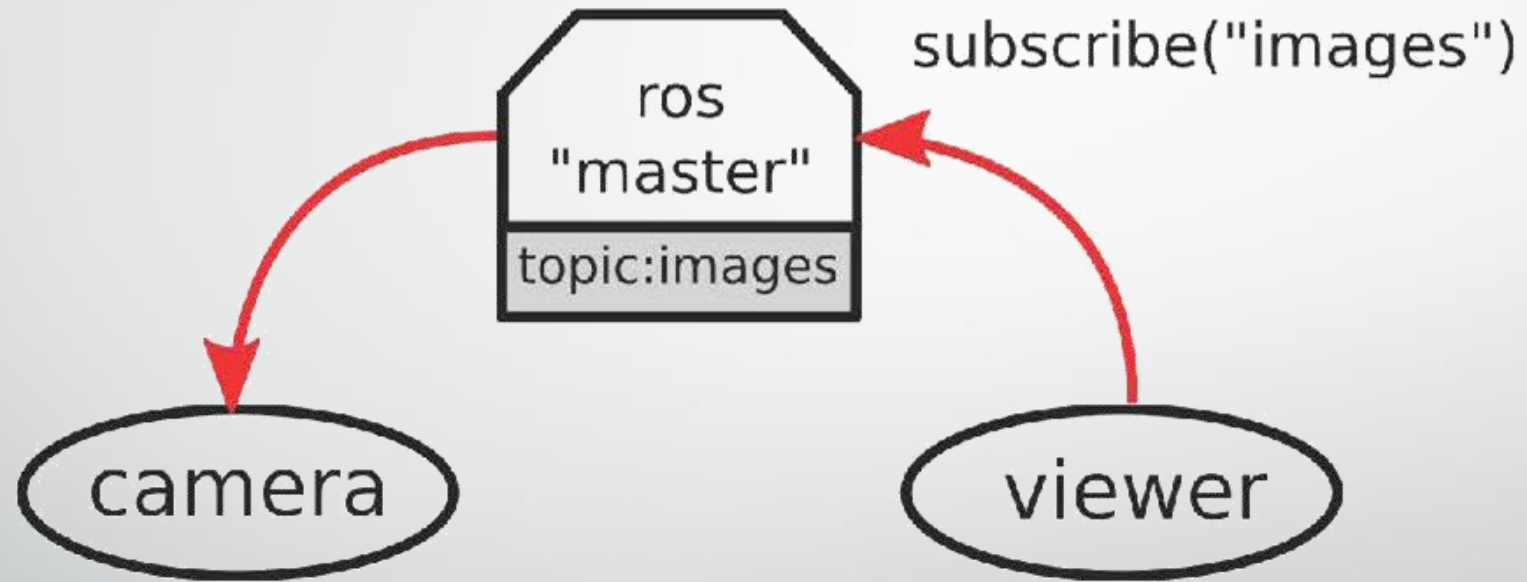 subscribe("images")
ros
"master"
topic:images
camera
viewer